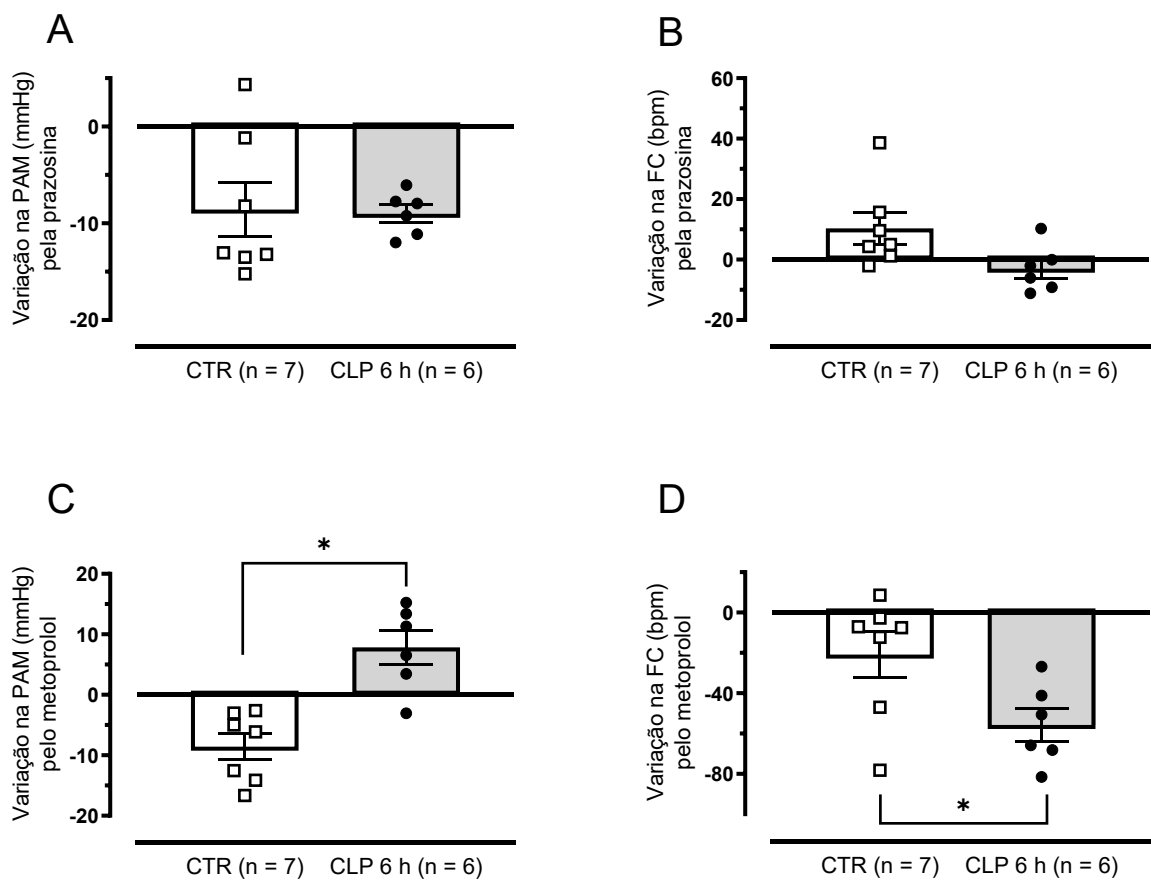 A
Variação na PAM (mmHg)
pela prazosina
0
-10
-20
CTR (n = 7) CLP 6 h (n = 6)
B
Variação na FC (bpm)
pela prazosina
60
40
20
0
-20
CTR (n = 7) CLP 6 h (n = 6)
C
Variação na PAM (mmHg)
pelo metoprolol
20
10
0
-10
-20
*
CTR (n = 7) CLP 6 h (n = 6)
D
Variação na FC (bpm)
pelo metoprolol
0
-40
-80
*
CTR (n = 7) CLP 6 h (n = 6)